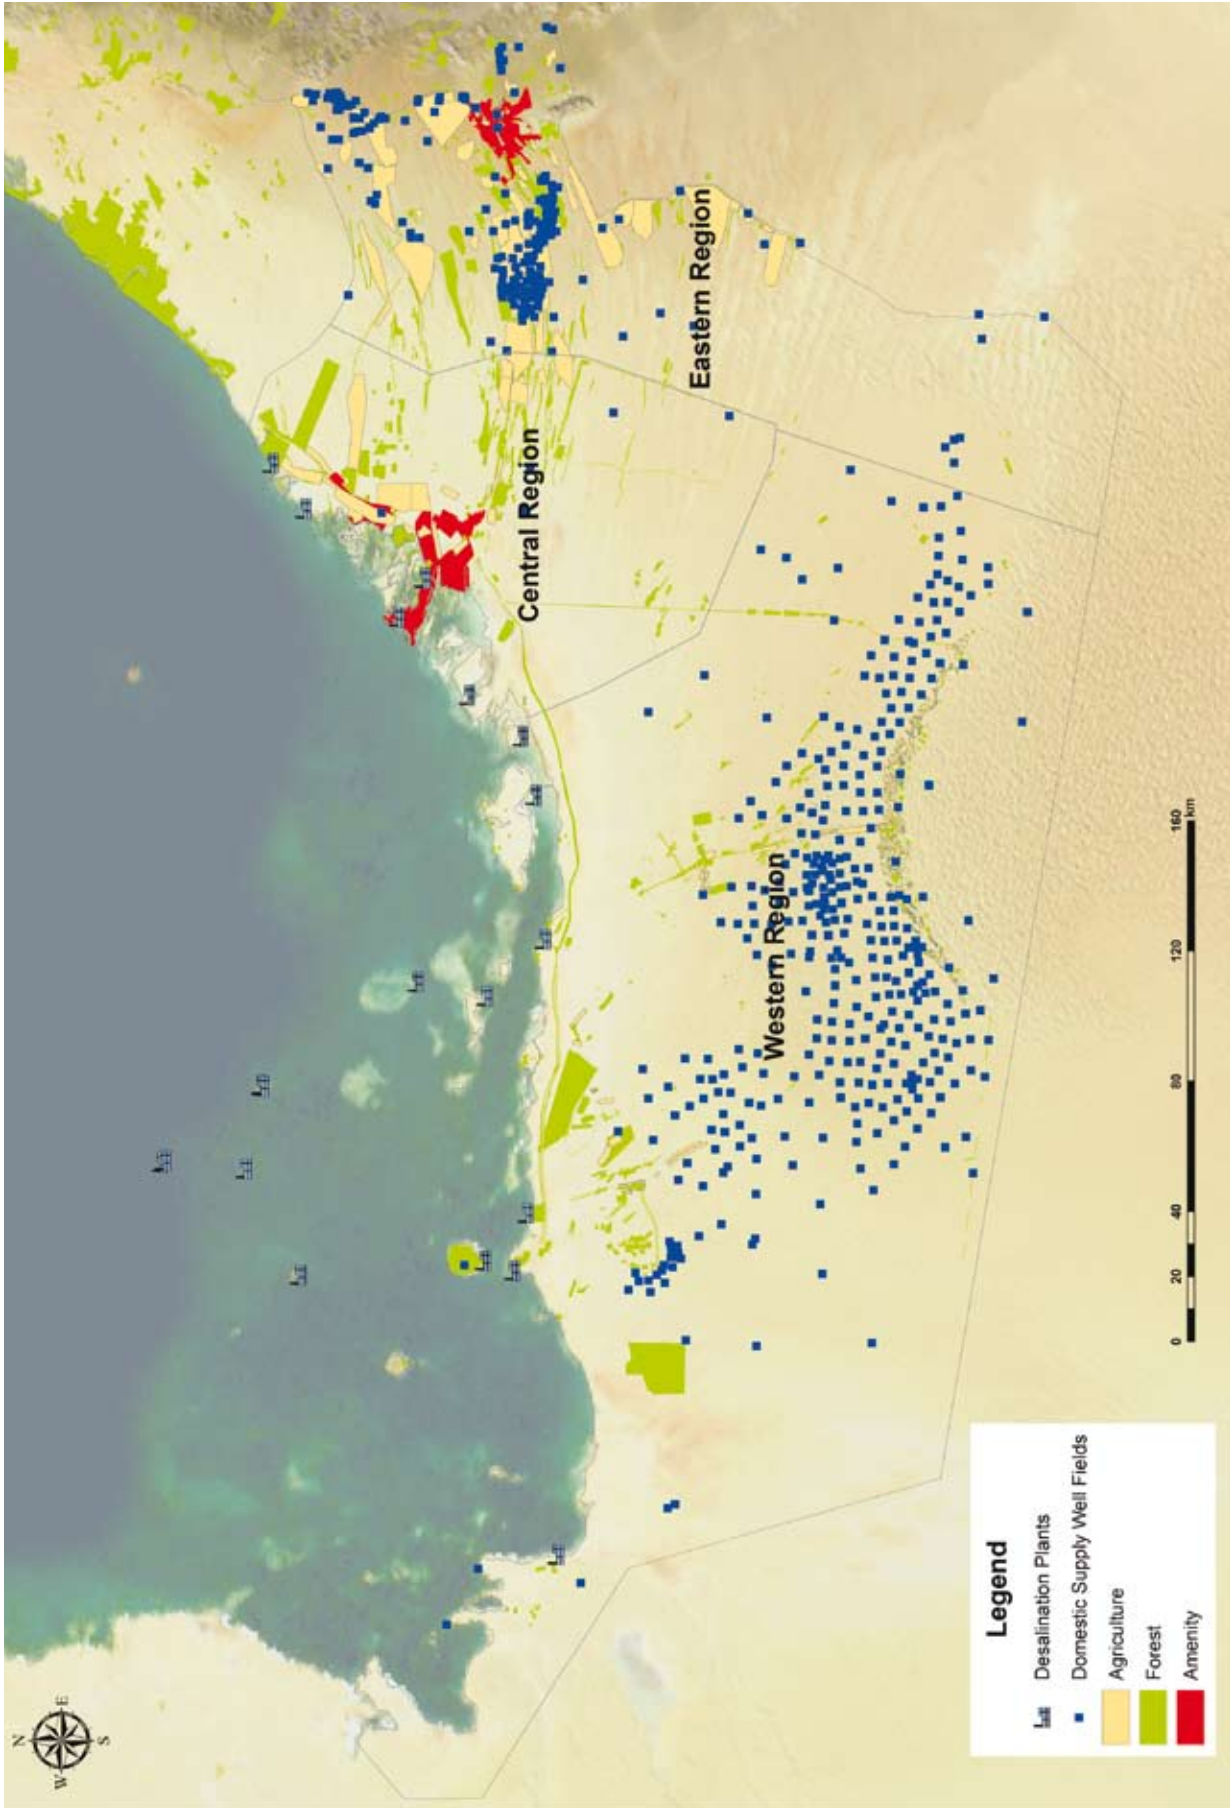 N
W E
S
Central Region
Eastern Region
Western Region
Legend
Desalination Plants
Domestic Supply Well Fields
Agriculture
Forest
Amenity
0 20 40 80 120 160
km